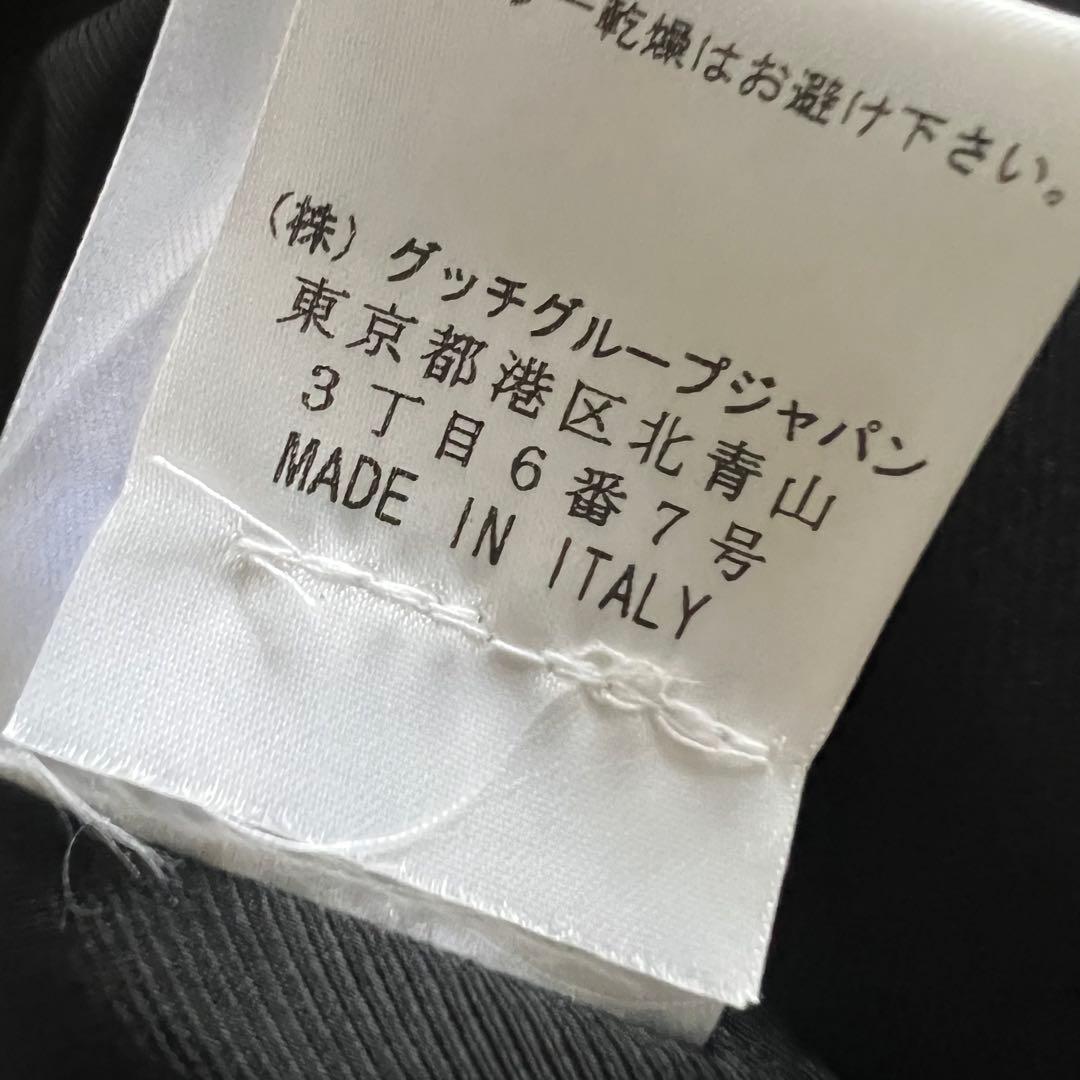 ー乾燥はお避け下さい。
(株)グッチグループジャパン
東京都港区北青山
3丁目6番7号
MADE IN ITALY